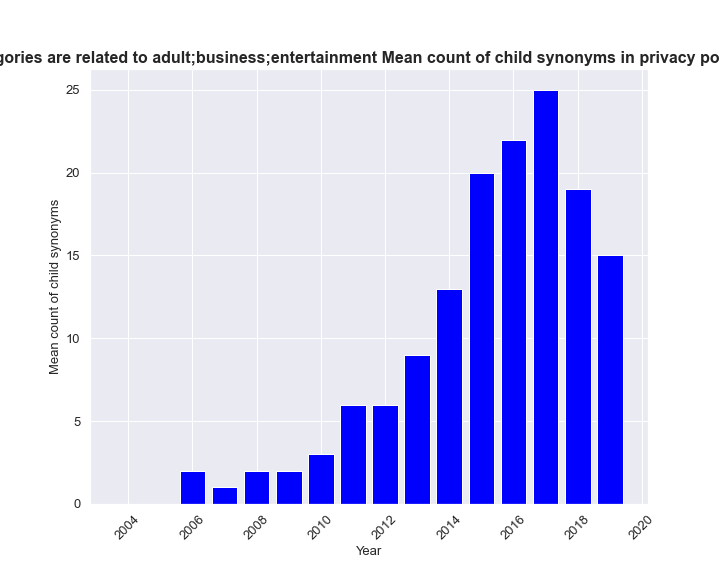 gories are related to adult;business;entertainment Mean count of child synonyms in privacy po
25
20
15
10
5
0
Mean count of child synonyms
2004 2006 2008 2010 2012 2014 2016 2018 2020
Year